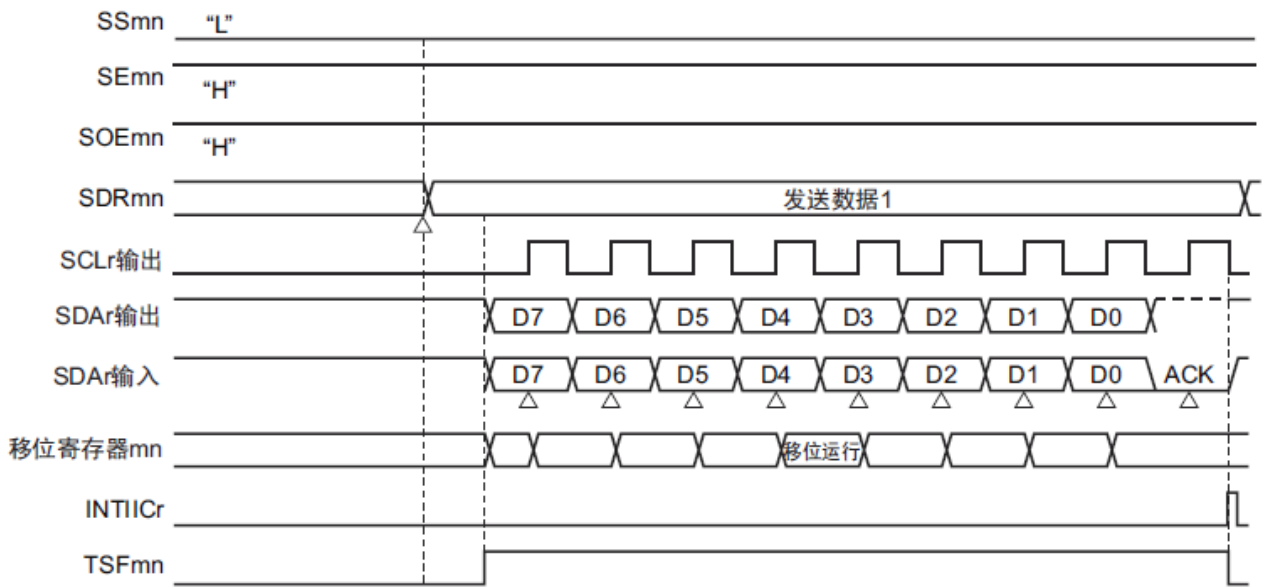 SSmn “L”
SEmn “H”
SOEmn “H”
SDRmn 发送数据1
SCLr输出
SDAr输出 D7 D6 D5 D4 D3 D2 D1 D0
SDAr输入 D7 D6 D5 D4 D3 D2 D1 D0 ACK
移位寄存器mn 移位运行
INTIICr
TSFmn